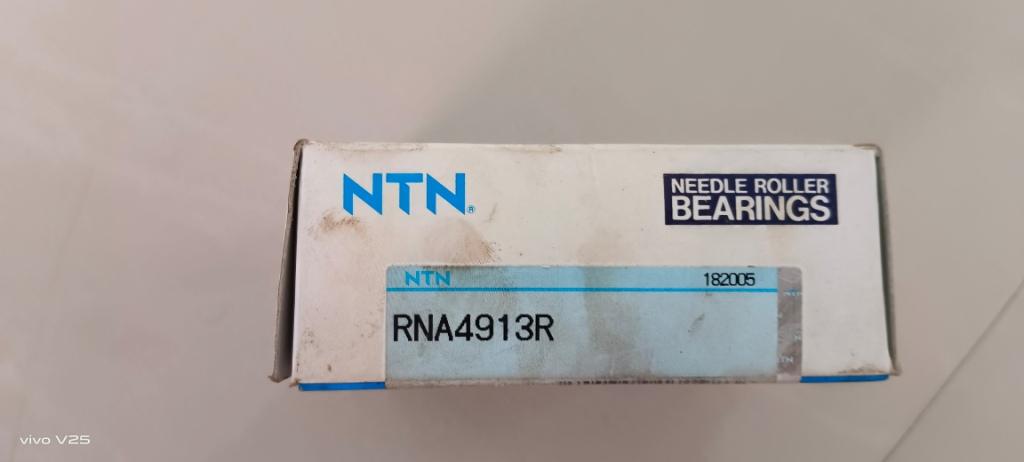 NTN®
NEEDLE ROLLER
BEARINGS
NTN
182005
RNA4913R
vivo V25